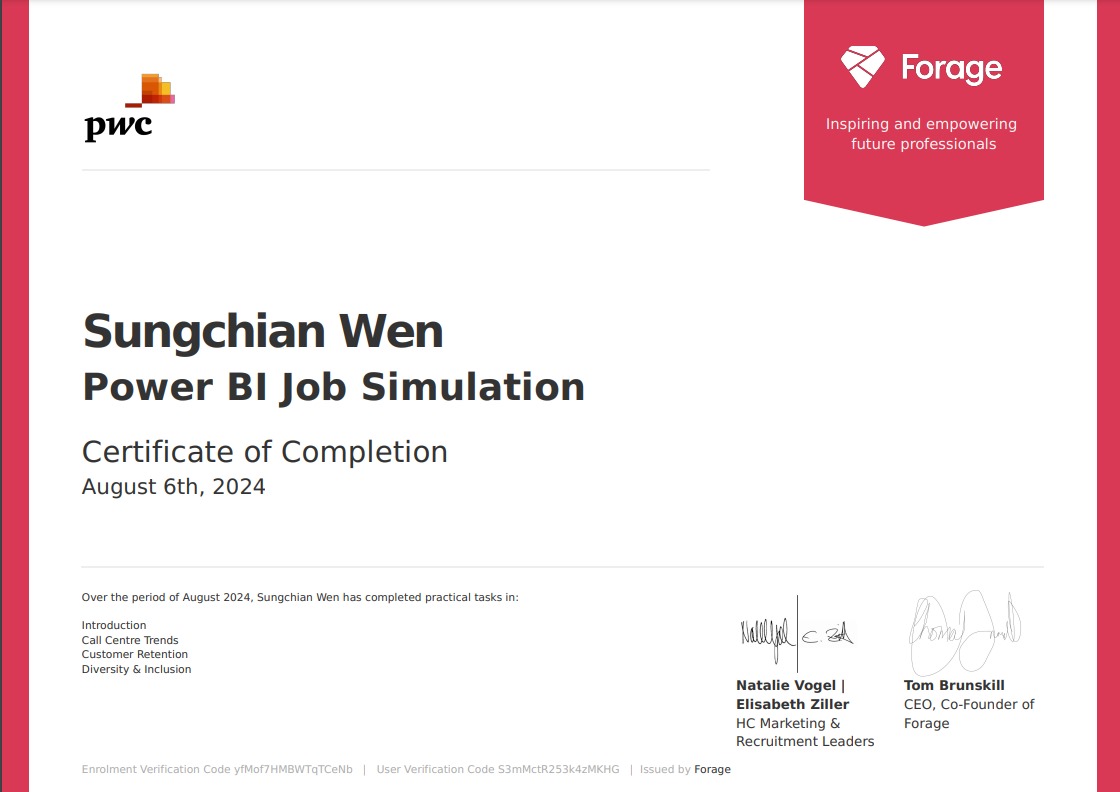 pwc
Forage
Inspiring and empowering
future professionals
Sungchian Wen
Power BI Job Simulation
Certificate of Completion
August 6th, 2024
Over the period of August 2024, Sungchian Wen has completed practical tasks in:
Introduction
Call Centre Trends
Customer Retention
Diversity & Inclusion
Natalie Vogel |
Elisabeth Ziller
HC Marketing &
Recruitment Leaders
Tom Brunskill
CEO, Co-Founder of
Forage
Enrolment Verification Code yfMof7HMBWTqTCeNb | User Verification Code S3mMctR253k4zMKHG | Issued by Forage